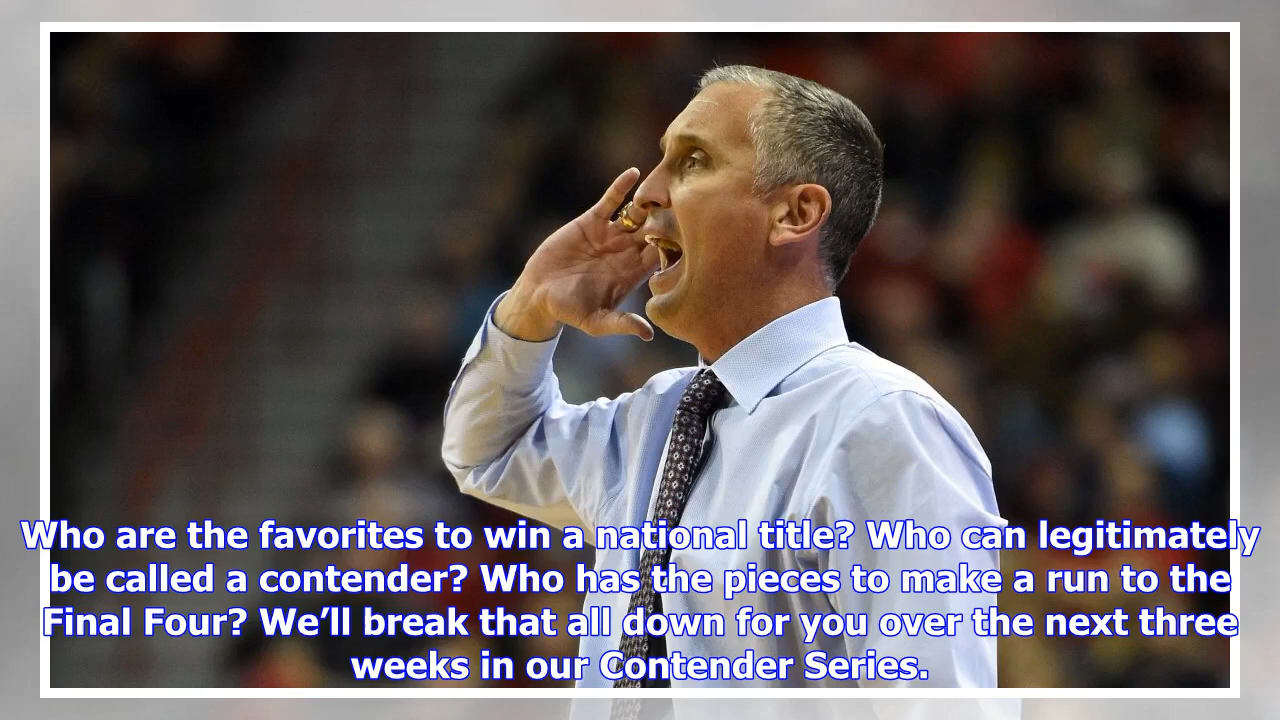 Who are the favorites to win a national title? Who can legitimately
be called a contender? Who has the pieces to make a run to the
Final Four? We’ll break that all down for you over the next three
weeks in our Contender Series.